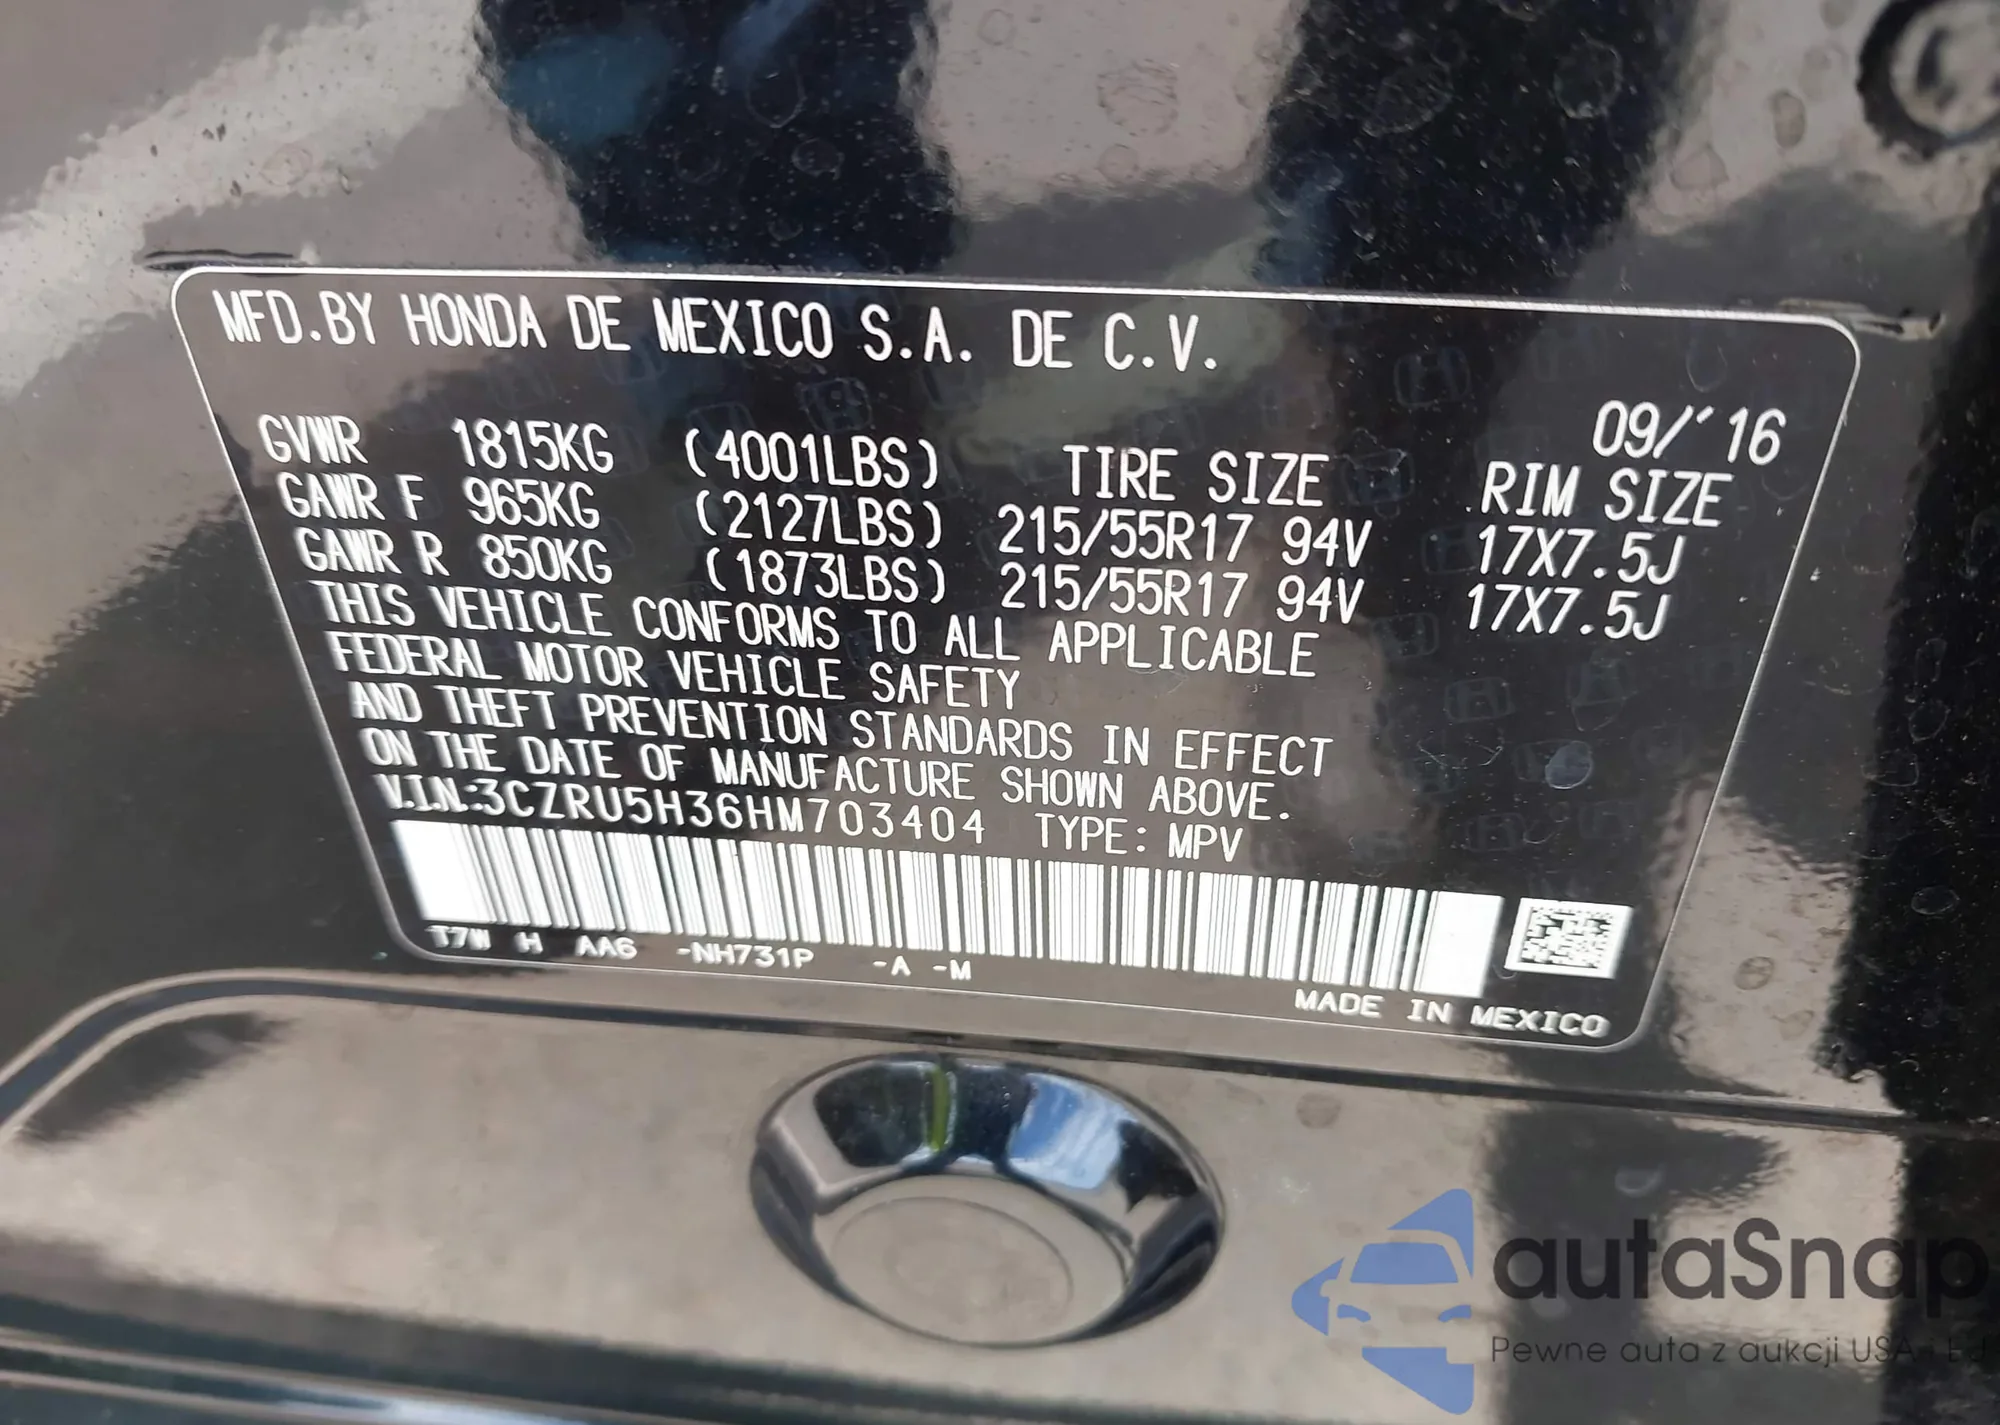 MFD.BY HONDA DE MEXICO S.A. DE C.V.
09/'16
GVWR 1815KG (4001LBS) TIRE SIZE RIM SIZE
GAWR F 965KG (2127LBS) 215/55R17 94V 17X7.5J
GAWR R 850KG (1873LBS) 215/55R17 94V 17X7.5J
THIS VEHICLE CONFORMS TO ALL APPLICABLE
FEDERAL MOTOR VEHICLE SAFETY
AND THEFT PREVENTION STANDARDS IN EFFECT
ON THE DATE OF MANUFACTURE SHOWN ABOVE.
V.I.N:3CZRU5H36HM703404 TYPE: MPV
T7W H AA6 -NH731P -A -M
MADE IN MEXICO
autaSnap
Pewne auta z aukcji USA i